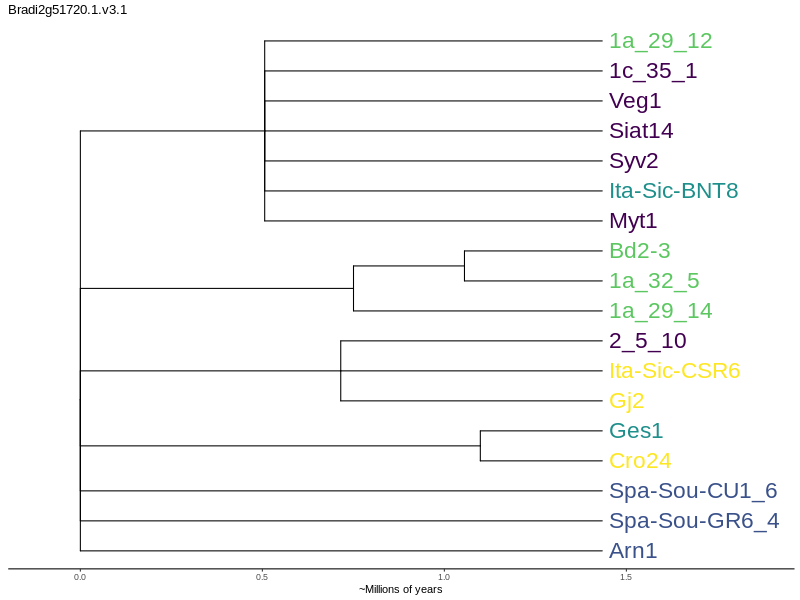 Bradi2g51720.1.v3.1
1a_29_12
1c_35_1
Veg1
Siat14
Syv2
Ita-Sic-BNT8
Myt1
Bd2-3
1a_32_5
1a_29_14
2_5_10
Ita-Sic-CSR6
Gj2
Ges1
Cro24
Spa-Sou-CU1_6
Spa-Sou-GR6_4
Arn1
0.0 0.5 1.0 1.5
~Millions of years